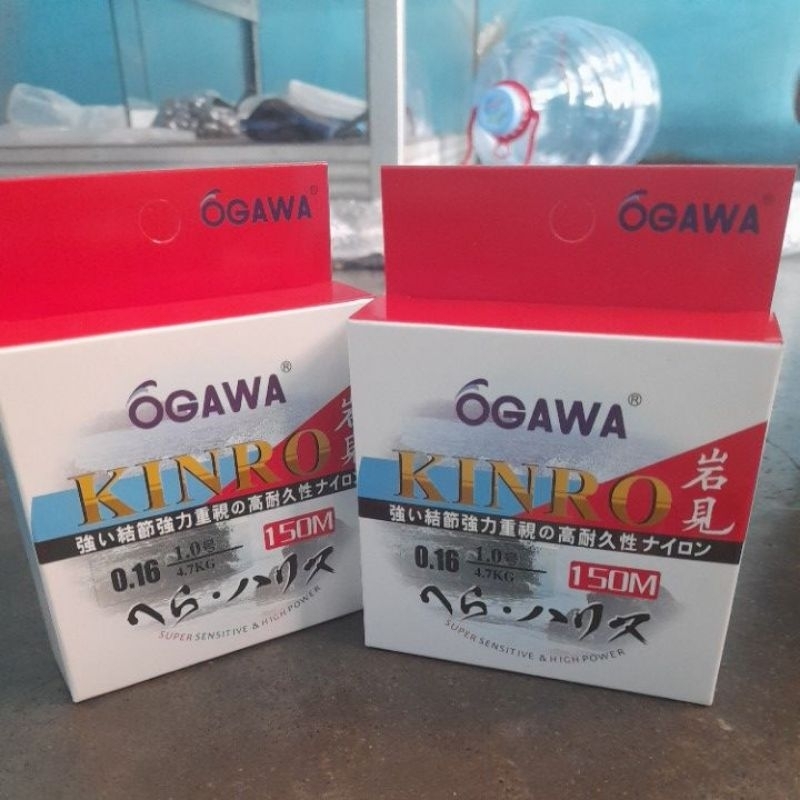 OGAWA®
OGAWA®
KINRO
岩見
強い結節強力重視の高耐久性ナイロン
0.16 1.0号 150M
4.7KG
へら・ハリス
SUPER SENSITIVE & HIGH POWER
OGAWA®
OGAWA®
KINRO
岩見
強い結節強力重視の高耐久性ナイロン
0.16 1.0号 150M
4.7KG
へら・ハリス
SUPER SENSITIVE & HIGH POWER